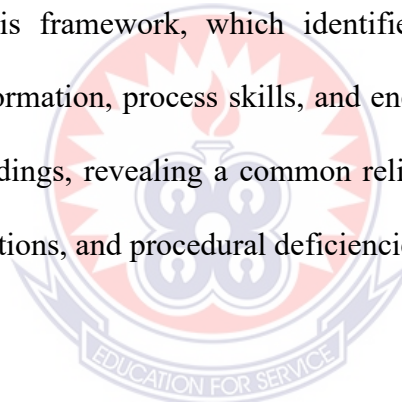 is framework, which identifie
ormation, process skills, and en
dings, revealing a common reli
tions, and procedural deficienci
EDUCATION FOR SERVICE